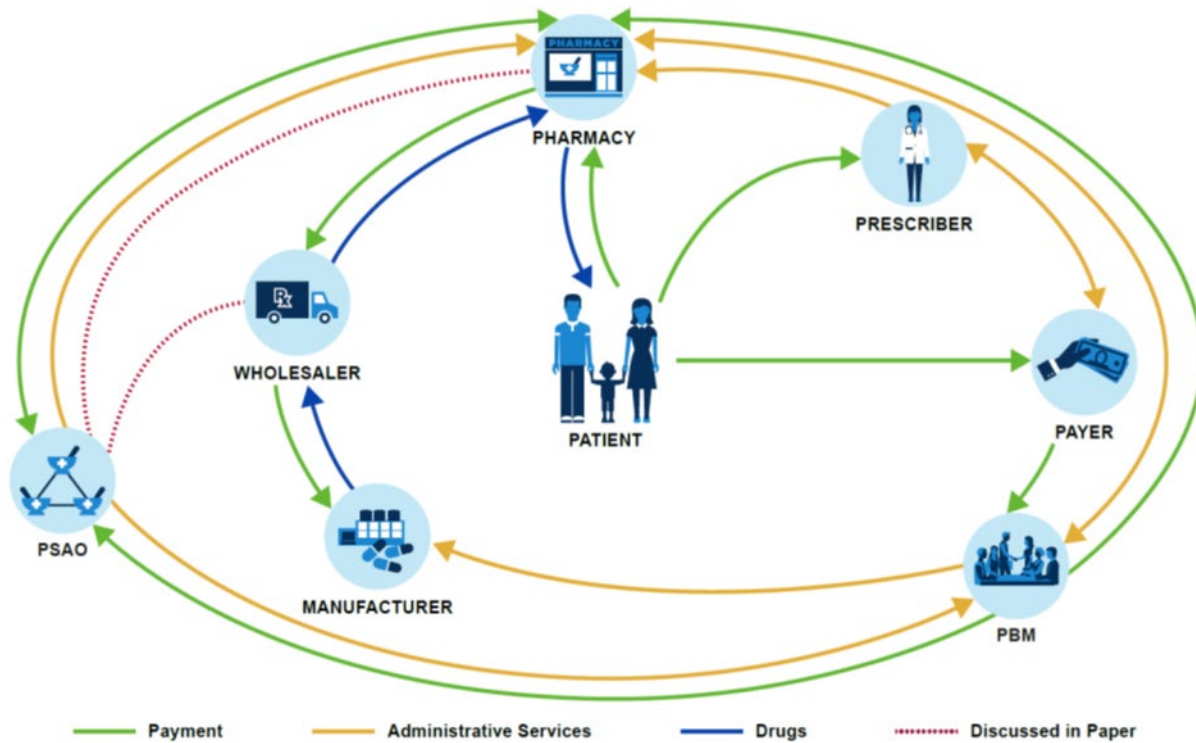 PHARMACY
PHARMACY
PRESCRIBER
WHOLESALER
PATIENT
PAYER
PSAO
MANUFACTURER
PBM
Payment
Administrative Services
Drugs
Discussed in Paper